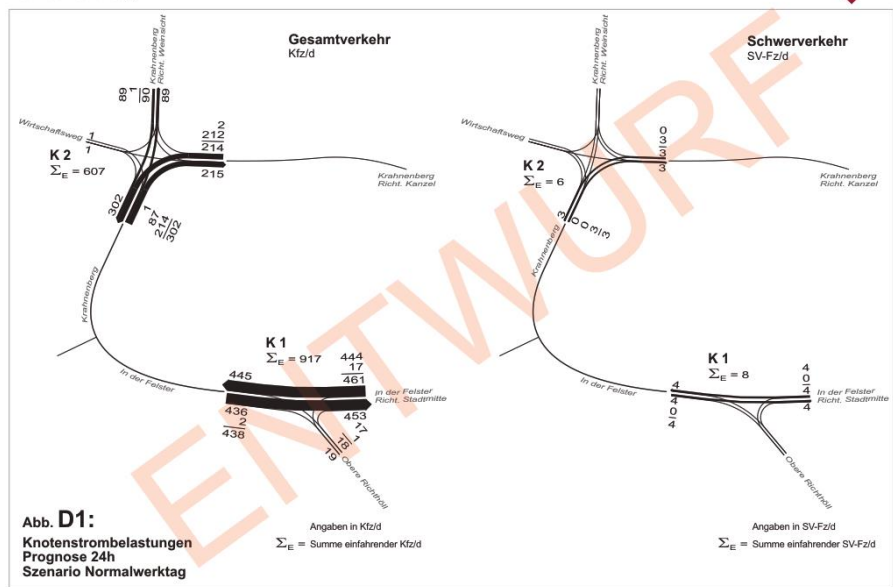 Gesamtverkehr
Kfz/d
Krahnenberg
Richt. Weinsicht
89
1
90
89
Wirtschaftsweg
1
1
K 2
Σ E = 607
2
212
214
215
Krahnenberg
Richt. Kanzel
302
1
87
214
302
Krahnenberg
In der Felster
K 1
Σ E = 917
445
444
17
461
In der Felster
Richt. Stadtmitte
436
2
438
453
17
1
18
19
Obere Richthöll
Abb. D1:
Knotenstrombelastungen
Prognose 24h
Szenario Normalwerktag
Angaben in Kfz/d
Σ E = Summe einfahrender Kfz/d
Schwerverkehr
SV-Fz/d
Krahnenberg
Richt. Weinsicht
Wirtschaftsweg
K 2
Σ E = 6
0
3
3
3
Krahnenberg
Richt. Kanzel
3
0
0
3
3
Krahnenberg
In der Felster
K 1
Σ E = 8
4
4
0
4
4
0
4
4
In der Felster
Richt. Stadtmitte
Obere Richthöll
Angaben in SV-Fz/d
Σ E = Summe einfahrender SV-Fz/d
ENTWURF